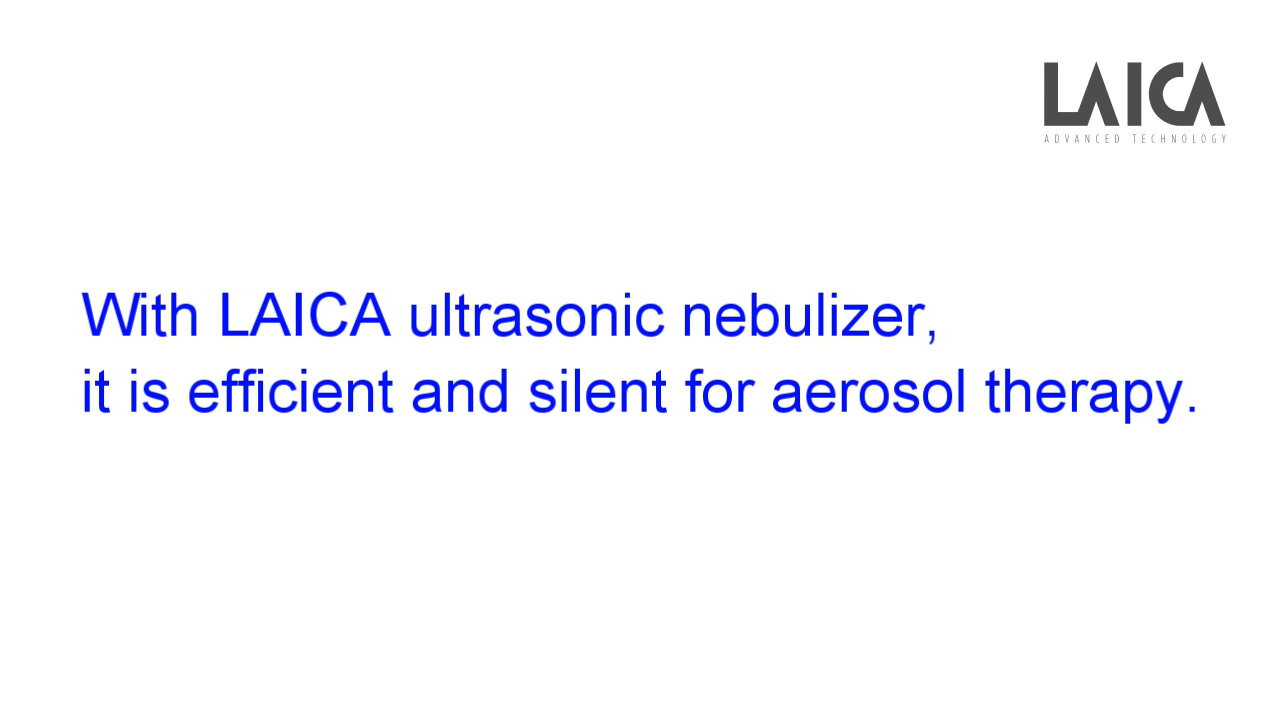 LAICA
ADVANCED TECHNOLOGY
With LAICA ultrasonic nebulizer,
it is efficient and silent for aerosol therapy.